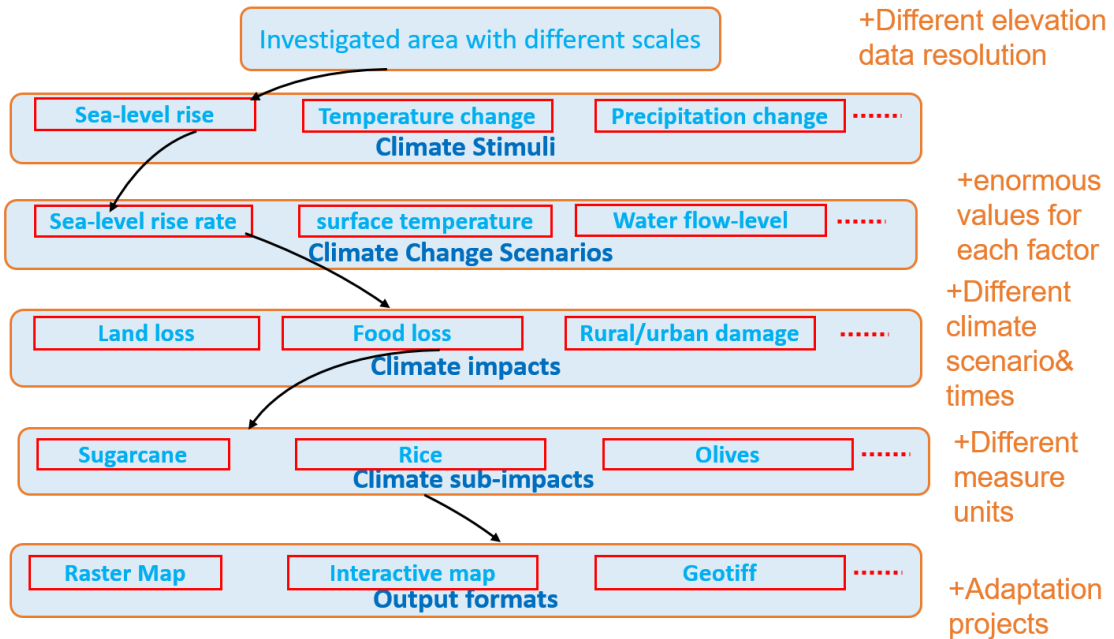 Investigated area with different scales
+Different elevation
data resolution
Sea-level rise
Temperature change
Precipitation change
Climate Stimuli
Sea-level rise rate
surface temperature
Water flow-level
Climate Change Scenarios
+enormous
values for
each factor
Land loss
Food loss
Rural/urban damage
Climate impacts
+Different
climate
scenario&
times
Sugarcane
Rice
Olives
Climate sub-impacts
+Different
measure
units
Raster Map
Interactive map
Geotiff
Output formats
+Adaptation
projects